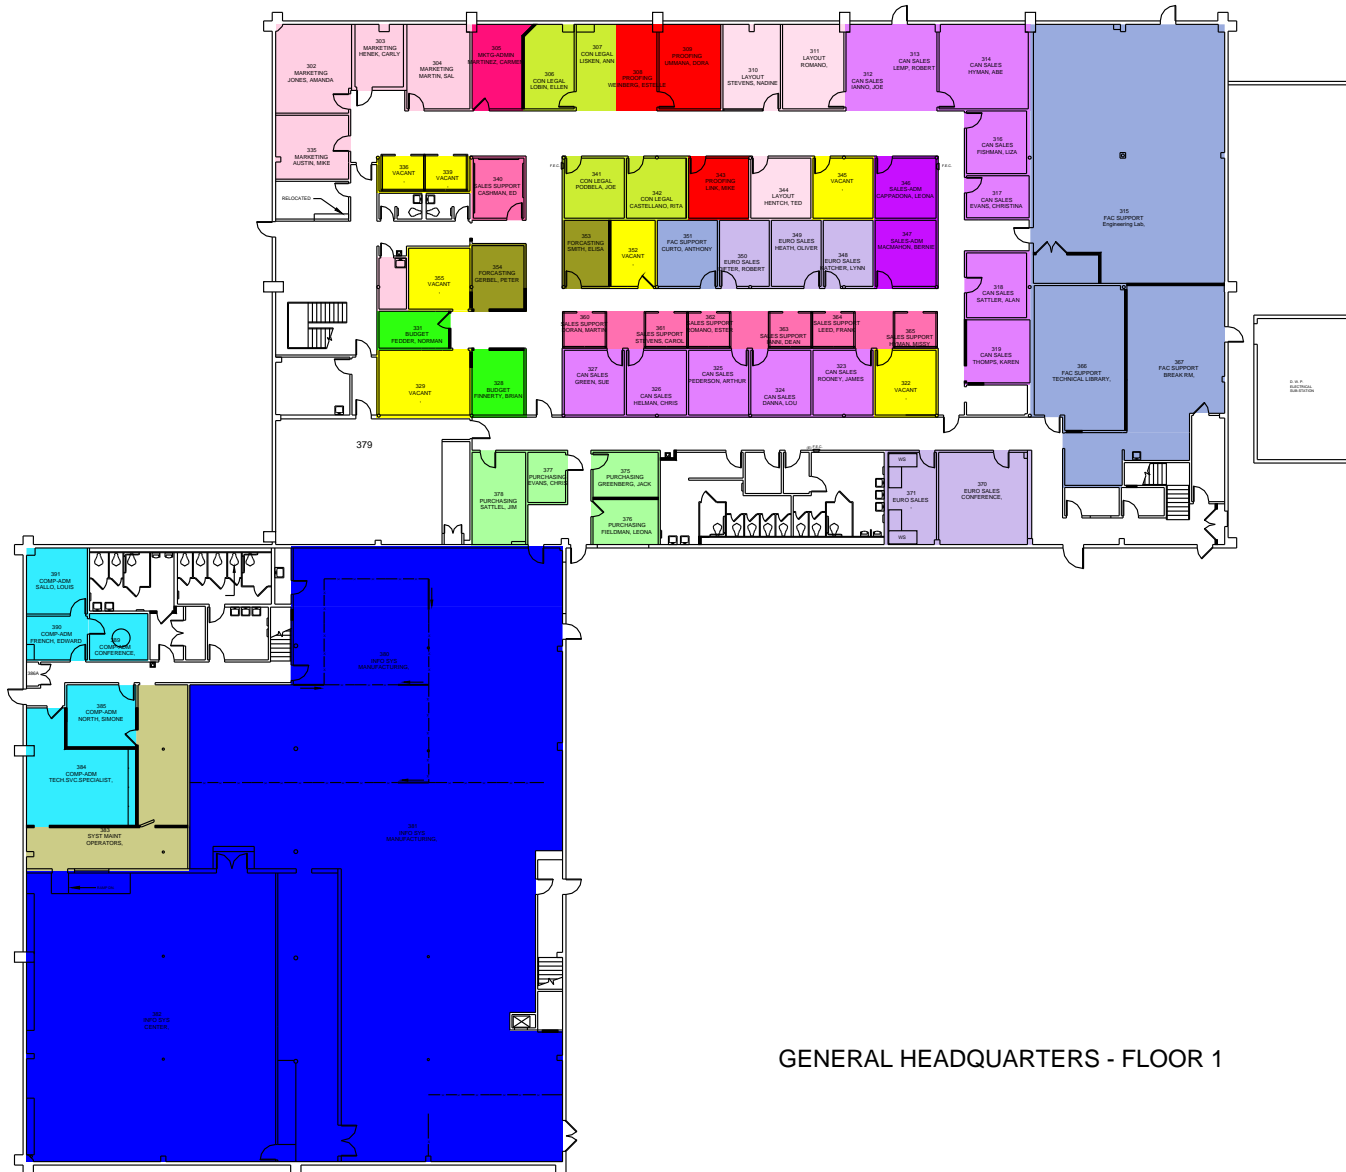 302
MARKETING
JONES, AMANDA
303
MARKETING
HENEK, CARLY
304
MARKETING
MARTIN, SAL
305
MKTG-ADMIN
MARTINEZ, CARMEN
306
CON LEGAL
LOBIN, ELLEN
307
CON LEGAL
LISKEN, ANN
308
PROOFING
WEINBERG, ESTELLE
309
PROOFING
UMMANA, DORA
310
LAYOUT
STEVENS, NADINE
311
LAYOUT
ROMANO,
312
CAN SALES
IANNO, JOE
313
CAN SALES
LEMP, ROBERT
314
CAN SALES
HYMAN, ABE
335
MARKETING
AUSTIN, MIKE
RELOCATED
336
VACANT
,
339
VACANT
,
340
SALES SUPPORT
CASHMAN, ED
F.E.C.
341
CON LEGAL
PODBELA, JOE
342
CON LEGAL
CASTELLANO, RITA
343
PROOFING
LINK, MIKE
344
LAYOUT
HENTCH, TED
345
VACANT
,
346
SALES-ADM
CAPPADONA, LEONA
F.E.C.
316
CAN SALES
FISHMAN, LIZA
317
CAN SALES
EVANS, CHRISTINA
315
FAC SUPPORT
Engineering Lab,
353
FORCASTING
SMITH, ELISA
352
VACANT
,
351
FAC SUPPORT
CURTO, ANTHONY
350
EURO SALES
DIETER, ROBERT
349
EURO SALES
HEATH, OLIVER
348
EURO SALES
HATCHER, LYNN
347
SALES-ADM
MACMAHON, BERNIE
355
VACANT
,
354
FORCASTING
GERBEL, PETER
318
CAN SALES
SATTLER, ALAN
331
BUDGET
FEDDER, NORMAN
360
SALES SUPPORT
DORAN, MARTIN
361
SALES SUPPORT
STEVENS, CAROL
362
SALES SUPPORT
ROMANO, ESTER
363
SALES SUPPORT
IANNI, DEAN
364
SALES SUPPORT
LEED, FRANK
365
SALES SUPPORT
HYMAN, MISSY
319
CAN SALES
THOMPS, KAREN
366
FAC SUPPORT
TECHNICAL LIBRARY,
367
FAC SUPPORT
BREAK RM,
329
VACANT
,
328
BUDGET
FINNERTY, BRIAN
327
CAN SALES
GREEN, SUE
326
CAN SALES
HELMAN, CHRIS
325
CAN SALES
PEDERSON, ARTHUR
324
CAN SALES
DANNA, LOU
323
CAN SALES
ROONEY, JAMES
322
VACANT
,
D. W. P.
ELECTRICAL
SUB-STATION
379
F.E.C.
378
PURCHASING
SATTLEL, JIM
377
PURCHASING
EVANS, CHRIS
375
PURCHASING
GREENBERG, JACK
376
PURCHASING
FIELDMAN, LEONA
WS
371
EURO SALES
,
WS
370
EURO SALES
CONFERENCE,
391
COMP-ADM
SALLO, LOUIS
390
COMP-ADM
FRENCH, EDWARD
389
COMP-ADM
CONFERENCE,
386A
385
COMP-ADM
NORTH, SIMONE
384
COMP-ADM
TECH.SVC.SPECIALIST,
383
SYST MAINT
OPERATORS,
GENERAL HEADQUARTERS - FLOOR 1